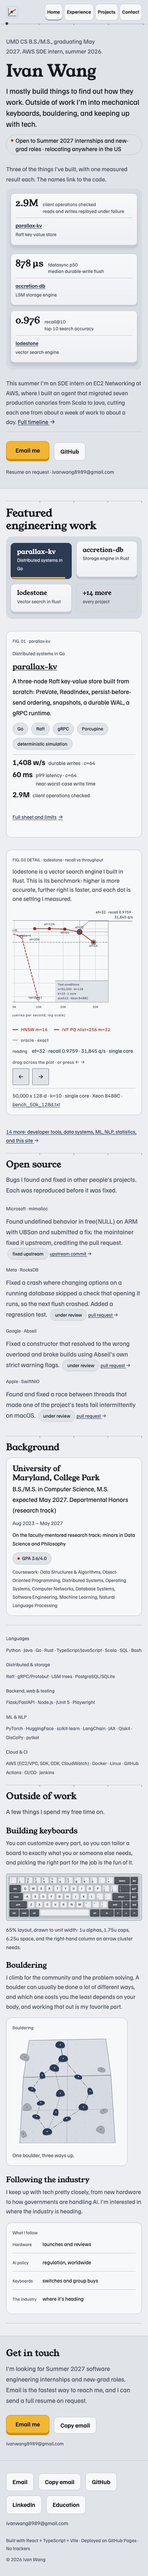 Home Experience Projects Contact
UMD CS B.S./M.S., graduating May
2027. AWS SDE intern, summer 2026.
Ivan Wang
I mostly build things to find out how they
work. Outside of work I'm into mechanical
keyboards, bouldering, and keeping up
with tech.
Open to Summer 2027 internships and new-
grad roles · relocating anywhere in the US
Three of the things I've built, with one measured
result each. The names link to the code.
2.9M client operations checked
reads and writes replayed under failure
parallax-kv
Raft key-value store
878 µs fdatasync p50
median durable-write flush
accretion-db
LSM storage engine
0.976 recall@10
top-10 search accuracy
lodestone
vector search engine
This summer I'm an SDE intern on EC2 Networking at
AWS, where I built an agent that migrated seven
production canaries from Scala to Java, cutting
each one from about a week of work to about a
day. Full timeline →
Email me GitHub
Resume on request · ivanwang8989@gmail.com
Featured
engineering work
parallax-kv
Distributed systems in
Go
accretion-db
Storage engine in Rust
lodestone
Vector search in Rust
+14 more
every project
FIG. 01 · parallax-kv
Distributed systems in Go
parallax-kv
A three-node Raft key-value store built from
scratch: PreVote, ReadIndex, persist-before-
send ordering, snapshots, a durable WAL, a
gRPC runtime.
Go Raft gRPC Porcupine
deterministic simulation
1,408 w/s durable writes · c=64
60 ms p99 latency · c=64
near-worst-case write time
2.9M client operations checked
Full sheet and limits →
FIG. 03 DETAIL · lodestone · recall vs throughput
Lodestone is a vector search engine I built in
Rust. This is its benchmark: higher is more
accurate, further right is faster, and each dot is
one setting I measured.
ef=32 · recall 0.9759 ·
31,845 q/s
HNSW m=16 IVF-PQ nlist=256 m=32
oracle · exact
reading ef=32 · recall 0.9759 · 31,845 q/s · single core
drag across the plot · or press ← →
← →
50,000 x 128-d · k=10 · single core · Xeon 8488C ·
bench_50k_128d.txt
14 more: developer tools, data systems, ML, NLP, statistics,
and this site →
Open source
Bugs I found and fixed in other people's projects.
Each was reproduced before it was fixed.
Microsoft · mimalloc
Found undefined behavior in free(NULL) on ARM
with UBSan and submitted a fix; the maintainer
fixed it upstream, crediting the pull request.
fixed upstream upstream commit →
Meta · RocksDB
Fixed a crash where changing options on a
running database skipped a check that opening it
runs, so the next flush crashed. Added a
regression test. under review pull request →
Google · Abseil
Fixed a constructor that resolved to the wrong
overload and broke builds using Abseil's own
strict warning flags. under review pull request →
Apple · SwiftNIO
Found and fixed a race between threads that
made one of the project's tests fail intermittently
on macOS. under review pull request →
Background
University of
Maryland, College Park
B.S./M.S. in Computer Science, M.S.
expected May 2027. Departmental Honors
(research track)
Aug 2023 – May 2027
On the faculty-mentored research track; minors in Data
Science and Philosophy
GPA 3.6/4.0
Coursework: Data Structures & Algorithms, Object-
Oriented Programming, Distributed Systems, Operating
Systems, Computer Networks, Database Systems,
Software Engineering, Machine Learning, Natural
Language Processing
Languages
Python · Java · Go · Rust · TypeScript/JavaScript · Scala · SQL · Bash
Distributed & storage
Raft · gRPC/Protobuf · LSM trees · PostgreSQL/SQLite
Backend, web & testing
Flask/FastAPI · Node.js · JUnit 5 · Playwright
ML & NLP
PyTorch · HuggingFace · scikit-learn · LangChain · JAX · Qiskit ·
DisCoPy · pytket
Cloud & CI
AWS (EC2/VPC, SDK, CDK, CloudWatch) · Docker · Linux · GitHub
Actions · CI/CD · Jenkins
Outside of work
A few things I spend my free time on.
Building keyboards
You can customize every part, so you can tailor a
board to exactly what you or someone else needs,
and picking the right part for the job is the fun of it.
65% layout, drawn to unit widths: 1u alphas, 1.75u caps,
6.25u space, and the right-hand column on every cluster
needs.
Bouldering
I climb for the community and the problem solving. A
boulder can usually be done a lot of different ways,
and which one costs you the least depends on your
body, and working that out is my favorite part.
Bouldering
One boulder, three ways up.
Following the industry
I keep up with tech pretty closely, from new hardware
to how governments are handling AI. I'm interested in
where the industry is heading.
What I follow
Hardware launches and reviews
AI policy regulation, worldwide
Keyboards switches and group buys
The industry where it's heading
Get in touch
I'm looking for Summer 2027 software
engineering internships and new-grad roles.
Email is the fastest way to reach me, and I can
send a full resume on request.
Email me Copy email
ivanwang8989@gmail.com
Email Copy email GitHub
LinkedIn Education
ivanwang8989@gmail.com
Built with React + TypeScript + Vite · Deployed on GitHub Pages ·
No trackers
© 2026 Ivan Wang